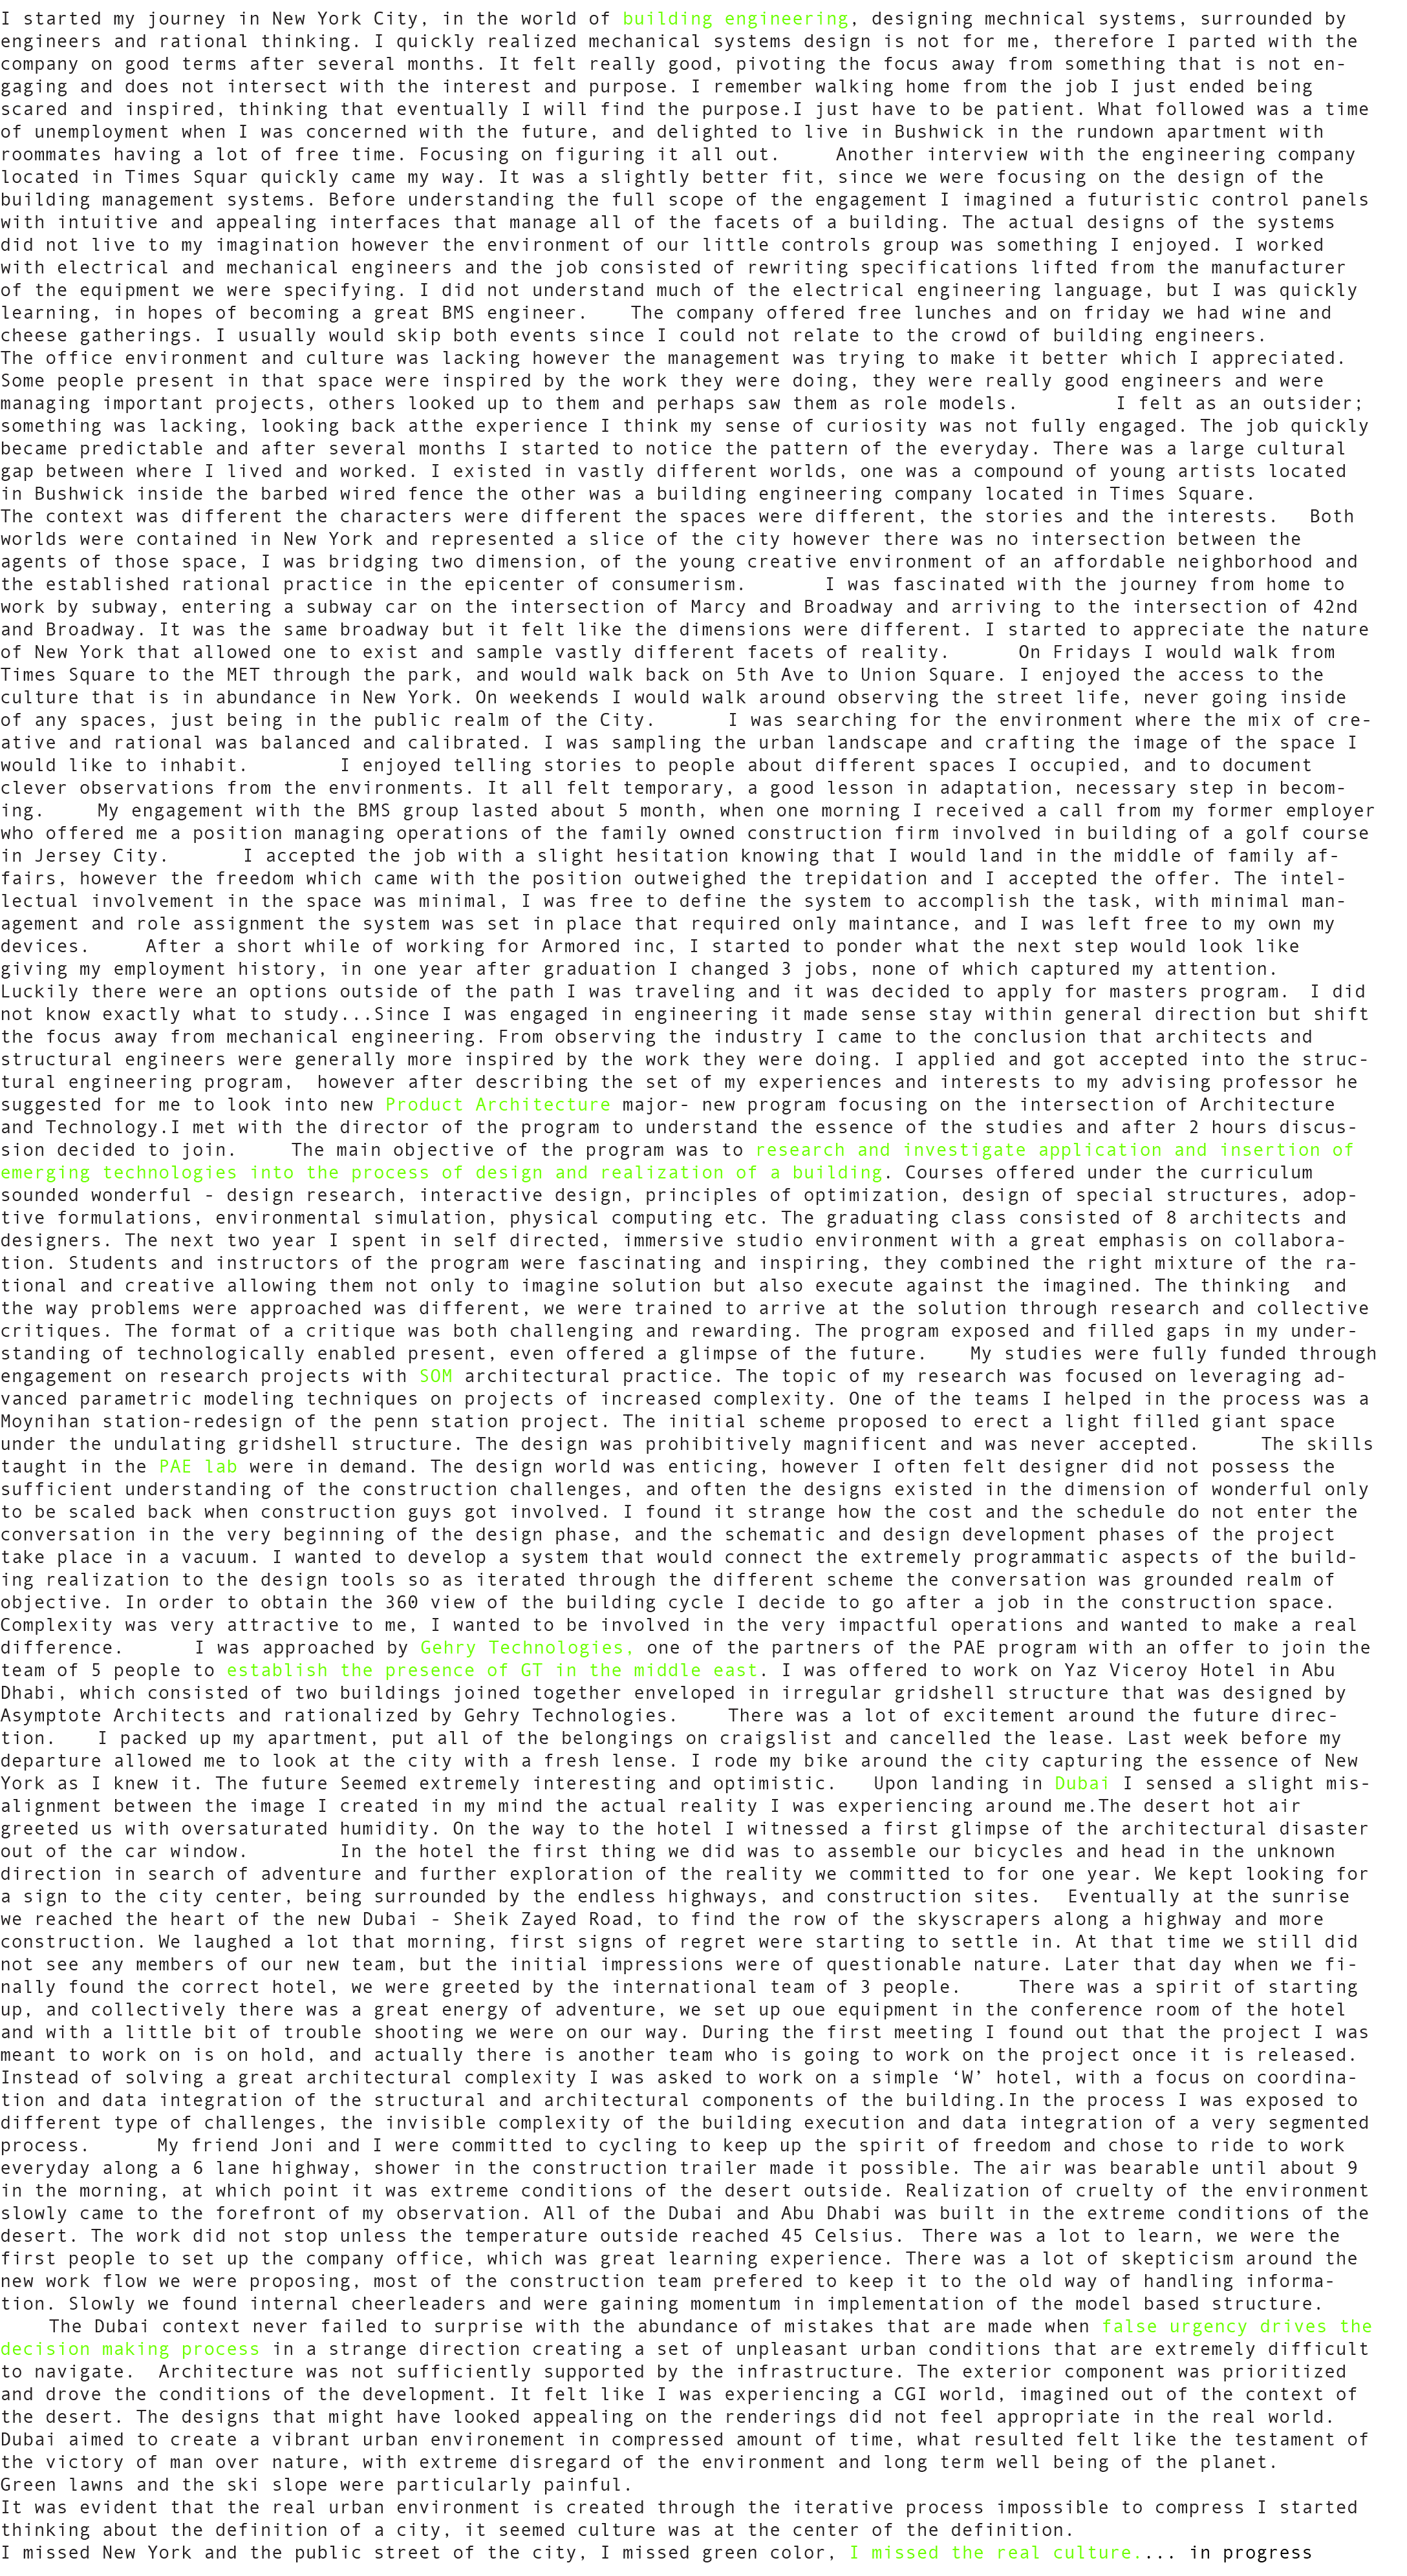 I started my journey in New York City, in the world of building engineering, designing mechnical systems, surrounded by
engineers and rational thinking. I quickly realized mechanical systems design is not for me, therefore I parted with the
company on good terms after several months. It felt really good, pivoting the focus away from something that is not en-
gaging and does not intersect with the interest and purpose. I remember walking home from the job I just ended being
scared and inspired, thinking that eventually I will find the purpose.I just have to be patient. What followed was a time
of unemployment when I was concerned with the future, and delighted to live in Bushwick in the rundown apartment with
roommates having a lot of free time. Focusing on figuring it all out.     Another interview with the engineering company
located in Times Squar quickly came my way. It was a slightly better fit, since we were focusing on the design of the
building management systems. Before understanding the full scope of the engagement I imagined a futuristic control panels
with intuitive and appealing interfaces that manage all of the facets of a building. The actual designs of the systems
did not live to my imagination however the environment of our little controls group was something I enjoyed. I worked
with electrical and mechanical engineers and the job consisted of rewriting specifications lifted from the manufacturer
of the equipment we were specifying. I did not understand much of the electrical engineering language, but I was quickly
learning, in hopes of becoming a great BMS engineer.    The company offered free lunches and on friday we had wine and
cheese gatherings. I usually would skip both events since I could not relate to the crowd of building engineers.
The office environment and culture was lacking however the management was trying to make it better which I appreciated.
Some people present in that space were inspired by the work they were doing, they were really good engineers and were
managing important projects, others looked up to them and perhaps saw them as role models.         I felt as an outsider;
something was lacking, looking back atthe experience I think my sense of curiosity was not fully engaged. The job quickly
became predictable and after several months I started to notice the pattern of the everyday. There was a large cultural
gap between where I lived and worked. I existed in vastly different worlds, one was a compound of young artists located
in Bushwick inside the barbed wired fence the other was a building engineering company located in Times Square.
The context was different the characters were different the spaces were different, the stories and the interests.   Both
worlds were contained in New York and represented a slice of the city however there was no intersection between the
agents of those space, I was bridging two dimension, of the young creative environment of an affordable neighborhood and
the established rational practice in the epicenter of consumerism.       I was fascinated with the journey from home to
work by subway, entering a subway car on the intersection of Marcy and Broadway and arriving to the intersection of 42nd
and Broadway. It was the same broadway but it felt like the dimensions were different. I started to appreciate the nature
of New York that allowed one to exist and sample vastly different facets of reality.      On Fridays I would walk from
Times Square to the MET through the park, and would walk back on 5th Ave to Union Square. I enjoyed the access to the
culture that is in abundance in New York. On weekends I would walk around observing the street life, never going inside
of any spaces, just being in the public realm of the City.      I was searching for the environment where the mix of cre-
ative and rational was balanced and calibrated. I was sampling the urban landscape and crafting the image of the space I
would like to inhabit.        I enjoyed telling stories to people about different spaces I occupied, and to document
clever observations from the environments. It all felt temporary, a good lesson in adaptation, necessary step in becom-
ing.     My engagement with the BMS group lasted about 5 month, when one morning I received a call from my former employer
who offered me a position managing operations of the family owned construction firm involved in building of a golf course
in Jersey City.      I accepted the job with a slight hesitation knowing that I would land in the middle of family af-
fairs, however the freedom which came with the position outweighed the trepidation and I accepted the offer. The intel-
lectual involvement in the space was minimal, I was free to define the system to accomplish the task, with minimal man-
agement and role assignment the system was set in place that required only maintance, and I was left free to my own my
devices.     After a short while of working for Armored inc, I started to ponder what the next step would look like
giving my employment history, in one year after graduation I changed 3 jobs, none of which captured my attention.
Luckily there were an options outside of the path I was traveling and it was decided to apply for masters program.  I did
not know exactly what to study...Since I was engaged in engineering it made sense stay within general direction but shift
the focus away from mechanical engineering. From observing the industry I came to the conclusion that architects and
structural engineers were generally more inspired by the work they were doing. I applied and got accepted into the struc-
tural engineering program,  however after describing the set of my experiences and interests to my advising professor he
suggested for me to look into new Product Architecture major- new program focusing on the intersection of Architecture
and Technology.I met with the director of the program to understand the essence of the studies and after 2 hours discus-
sion decided to join.     The main objective of the program was to research and investigate application and insertion of
emerging technologies into the process of design and realization of a building. Courses offered under the curriculum
sounded wonderful - design research, interactive design, principles of optimization, design of special structures, adop-
tive formulations, environmental simulation, physical computing etc. The graduating class consisted of 8 architects and
designers. The next two year I spent in self directed, immersive studio environment with a great emphasis on collabora-
tion. Students and instructors of the program were fascinating and inspiring, they combined the right mixture of the ra-
tional and creative allowing them not only to imagine solution but also execute against the imagined. The thinking  and
the way problems were approached was different, we were trained to arrive at the solution through research and collective
critiques. The format of a critique was both challenging and rewarding. The program exposed and filled gaps in my under-
standing of technologically enabled present, even offered a glimpse of the future.    My studies were fully funded through
engagement on research projects with SOM architectural practice. The topic of my research was focused on leveraging ad-
vanced parametric modeling techniques on projects of increased complexity. One of the teams I helped in the process was a
Moynihan station-redesign of the penn station project. The initial scheme proposed to erect a light filled giant space
under the undulating gridshell structure. The design was prohibitively magnificent and was never accepted.     The skills
taught in the PAE lab were in demand. The design world was enticing, however I often felt designer did not possess the
sufficient understanding of the construction challenges, and often the designs existed in the dimension of wonderful only
to be scaled back when construction guys got involved. I found it strange how the cost and the schedule do not enter the
conversation in the very beginning of the design phase, and the schematic and design development phases of the project
take place in a vacuum. I wanted to develop a system that would connect the extremely programmatic aspects of the build-
ing realization to the design tools so as iterated through the different scheme the conversation was grounded realm of
objective. In order to obtain the 360 view of the building cycle I decide to go after a job in the construction space.
Complexity was very attractive to me, I wanted to be involved in the very impactful operations and wanted to make a real
difference.      I was approached by Gehry Technologies, one of the partners of the PAE program with an offer to join the
team of 5 people to establish the presence of GT in the middle east. I was offered to work on Yaz Viceroy Hotel in Abu
Dhabi, which consisted of two buildings joined together enveloped in irregular gridshell structure that was designed by
Asymptote Architects and rationalized by Gehry Technologies.    There was a lot of excitement around the future direc-
tion.    I packed up my apartment, put all of the belongings on craigslist and cancelled the lease. Last week before my
departure allowed me to look at the city with a fresh lense. I rode my bike around the city capturing the essence of New
York as I knew it. The future Seemed extremely interesting and optimistic.   Upon landing in Dubai I sensed a slight mis-
alignment between the image I created in my mind the actual reality I was experiencing around me.The desert hot air
greeted us with oversaturated humidity. On the way to the hotel I witnessed a first glimpse of the architectural disaster
out of the car window.        In the hotel the first thing we did was to assemble our bicycles and head in the unknown
direction in search of adventure and further exploration of the reality we committed to for one year. We kept looking for
a sign to the city center, being surrounded by the endless highways, and construction sites.  Eventually at the sunrise
we reached the heart of the new Dubai - Sheik Zayed Road, to find the row of the skyscrapers along a highway and more
construction. We laughed a lot that morning, first signs of regret were starting to settle in. At that time we still did
not see any members of our new team, but the initial impressions were of questionable nature. Later that day when we fi-
nally found the correct hotel, we were greeted by the international team of 3 people.     There was a spirit of starting
up, and collectively there was a great energy of adventure, we set up oue equipment in the conference room of the hotel
and with a little bit of trouble shooting we were on our way. During the first meeting I found out that the project I was
meant to work on is on hold, and actually there is another team who is going to work on the project once it is released.
Instead of solving a great architectural complexity I was asked to work on a simple ‘W’ hotel, with a focus on coordina-
tion and data integration of the structural and architectural components of the building.In the process I was exposed to
different type of challenges, the invisible complexity of the building execution and data integration of a very segmented
process.      My friend Joni and I were committed to cycling to keep up the spirit of freedom and chose to ride to work
everyday along a 6 lane highway, shower in the construction trailer made it possible. The air was bearable until about 9
in the morning, at which point it was extreme conditions of the desert outside. Realization of cruelty of the environment
slowly came to the forefront of my observation. All of the Dubai and Abu Dhabi was built in the extreme conditions of the
desert. The work did not stop unless the temperature outside reached 45 Celsius.  There was a lot to learn, we were the
first people to set up the company office, which was great learning experience. There was a lot of skepticism around the
new work flow we were proposing, most of the construction team prefered to keep it to the old way of handling informa-
tion. Slowly we found internal cheerleaders and were gaining momentum in implementation of the model based structure.
    The Dubai context never failed to surprise with the abundance of mistakes that are made when false urgency drives the
decision making process in a strange direction creating a set of unpleasant urban conditions that are extremely difficult
to navigate.  Architecture was not sufficiently supported by the infrastructure. The exterior component was prioritized
and drove the conditions of the development. It felt like I was experiencing a CGI world, imagined out of the context of
the desert. The designs that might have looked appealing on the renderings did not feel appropriate in the real world.
Dubai aimed to create a vibrant urban environement in compressed amount of time, what resulted felt like the testament of
the victory of man over nature, with extreme disregard of the environment and long term well being of the planet.
Green lawns and the ski slope were particularly painful.
It was evident that the real urban environment is created through the iterative process impossible to compress I started
thinking about the definition of a city, it seemed culture was at the center of the definition.
I missed New York and the public street of the city, I missed green color, I missed the real culture.... in progress